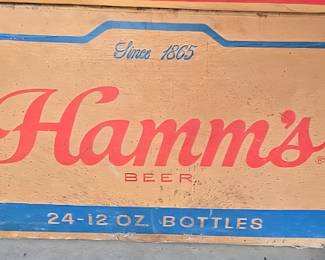 Since 1865
Hamm's
BEER
24-12 OZ. BOTTLES